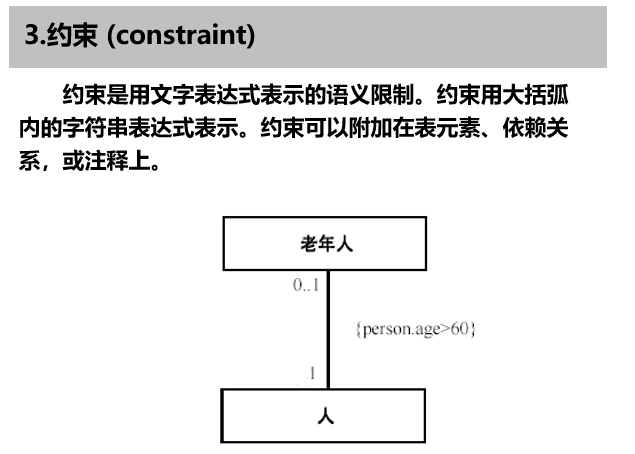 3.约束 (constraint)
约束是用文字表达式表示的语义限制。约束用大括弧
内的字符串表达式表示。约束可以附加在表元素、依赖关
系，或注释上。
老年人
0..1
{person.age>60}
1
人